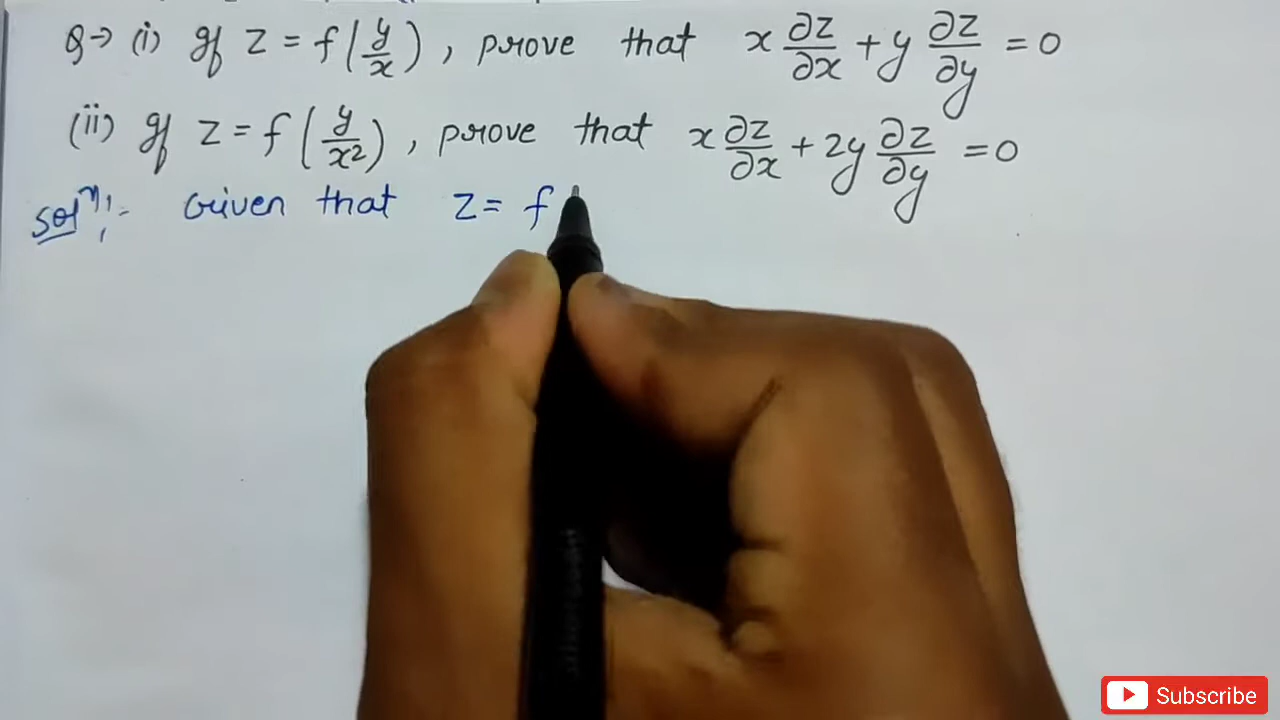 Q→ (i) If z = f(y/x), prove that x ∂z/∂x + y ∂z/∂y = 0
(ii) If z = f(y/x²), prove that x ∂z/∂x + 2y ∂z/∂y = 0
Solⁿ:- Given that z = f
Subscribe